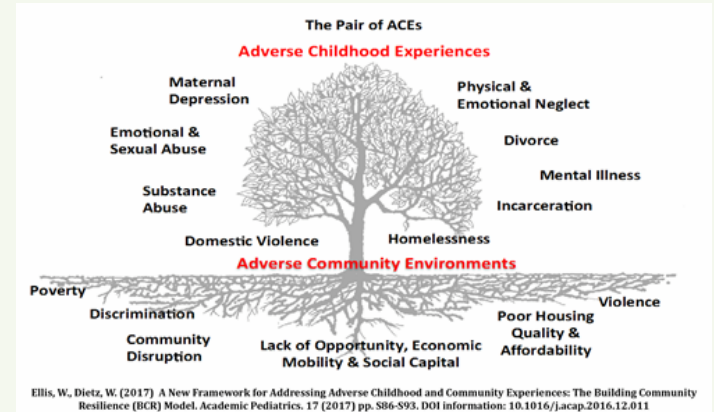 The Pair of ACEs
Adverse Childhood Experiences
Maternal
Depression
Physical &
Emotional Neglect
Emotional &
Sexual Abuse
Divorce
Mental Illness
Substance
Abuse
Incarceration
Domestic Violence
Homelessness
Adverse Community Environments
Poverty
Violence
Discrimination
Poor Housing
Quality &
Affordability
Community
Disruption
Lack of Opportunity, Economic
Mobility & Social Capital
Ellis, W., Dietz, W. (2017) A New Framework for Addressing Adverse Childhood and Community Experiences: The Building Community
Resilience (BCR) Model. Academic Pediatrics. 17 (2017) pp. S86-S93. DOI information: 10.1016/j.acap.2016.12.011